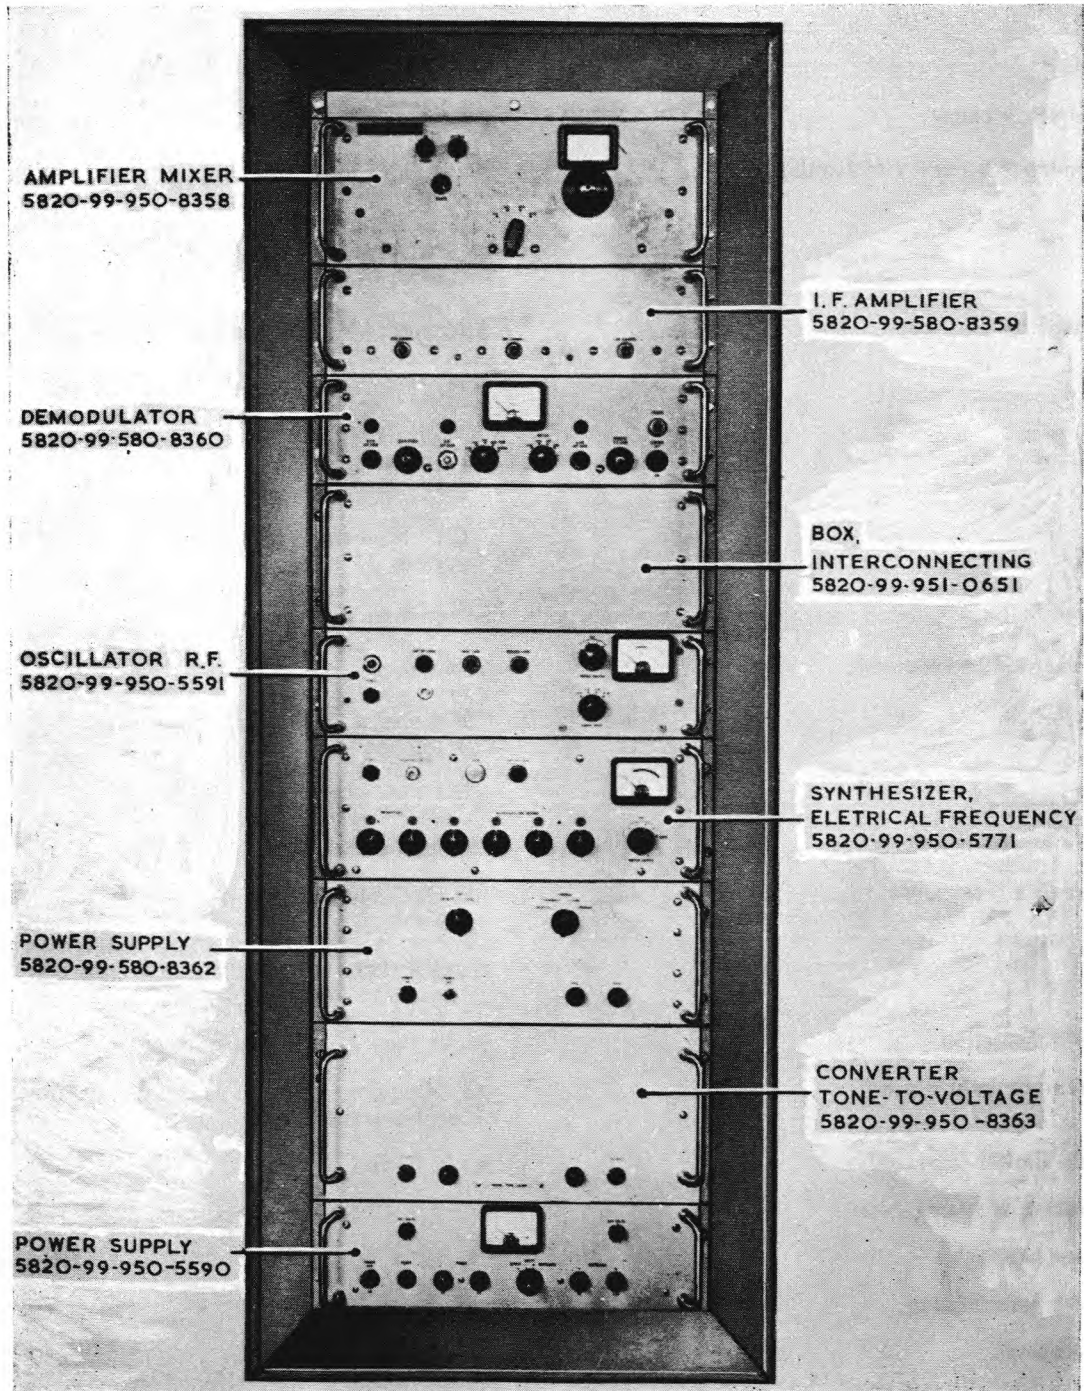 AMPLIFIER MIXER
5820-99-950-8358
I.F. AMPLIFIER
5820-99-580-8359
DEMODULATOR
5820-99-580-8360
BOX,
INTERCONNECTING
5820-99-951-0651
OSCILLATOR R.F.
5820-99-950-5591
SYNTHESIZER,
ELETRICAL FREQUENCY
5820-99-950-5771
POWER SUPPLY
5820-99-580-8362
CONVERTER
TONE-TO-VOLTAGE
5820-99-950-8363
POWER SUPPLY
5820-99-950-5590